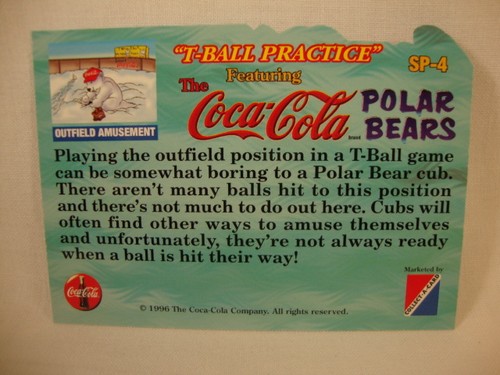 "T-BALL PRACTICE"
SP-4
Featuring
The
Coca-Cola
brand
POLAR
BEARS
OUTFIELD AMUSEMENT
Playing the outfield position in a T-Ball game
can be somewhat boring to a Polar Bear cub.
There aren't many balls hit to this position
and there's not much to do out here. Cubs will
often find other ways to amuse themselves
and unfortunately, they're not always ready
when a ball is hit their way!
Marketed by
COLLECT-A-CARD
Coca-Cola
© 1996 The Coca-Cola Company. All rights reserved.